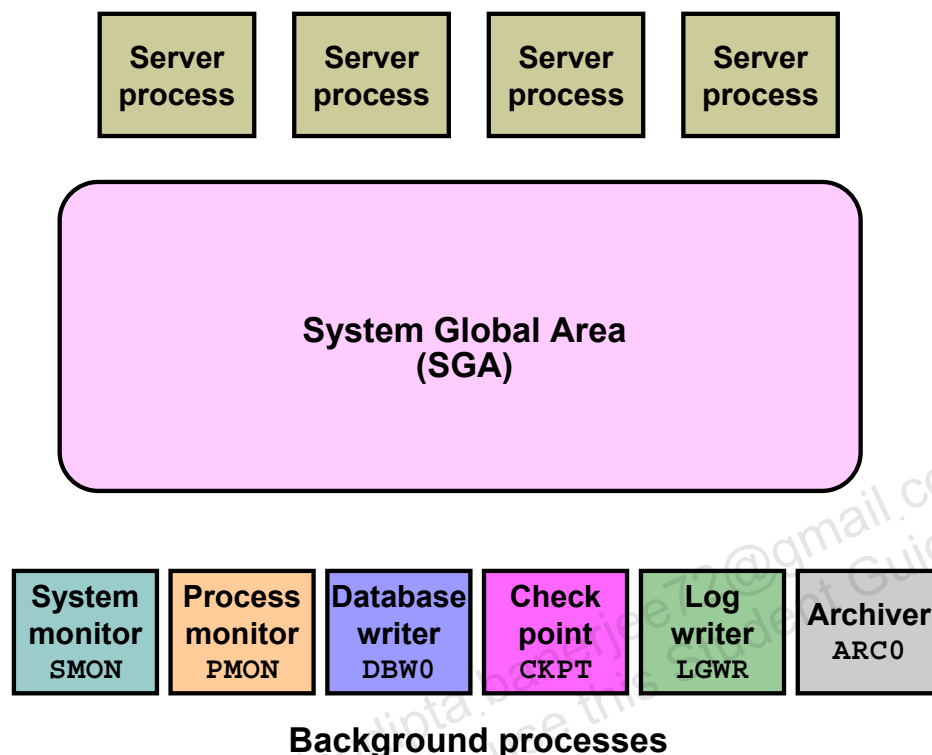 Server
process
Server
process
Server
process
Server
process
System Global Area
(SGA)
System
monitor
SMON
Process
monitor
PMON
Database
writer
DBW0
Check
point
CKPT
Log
writer
LGWR
Archiver
ARC0
Background processes